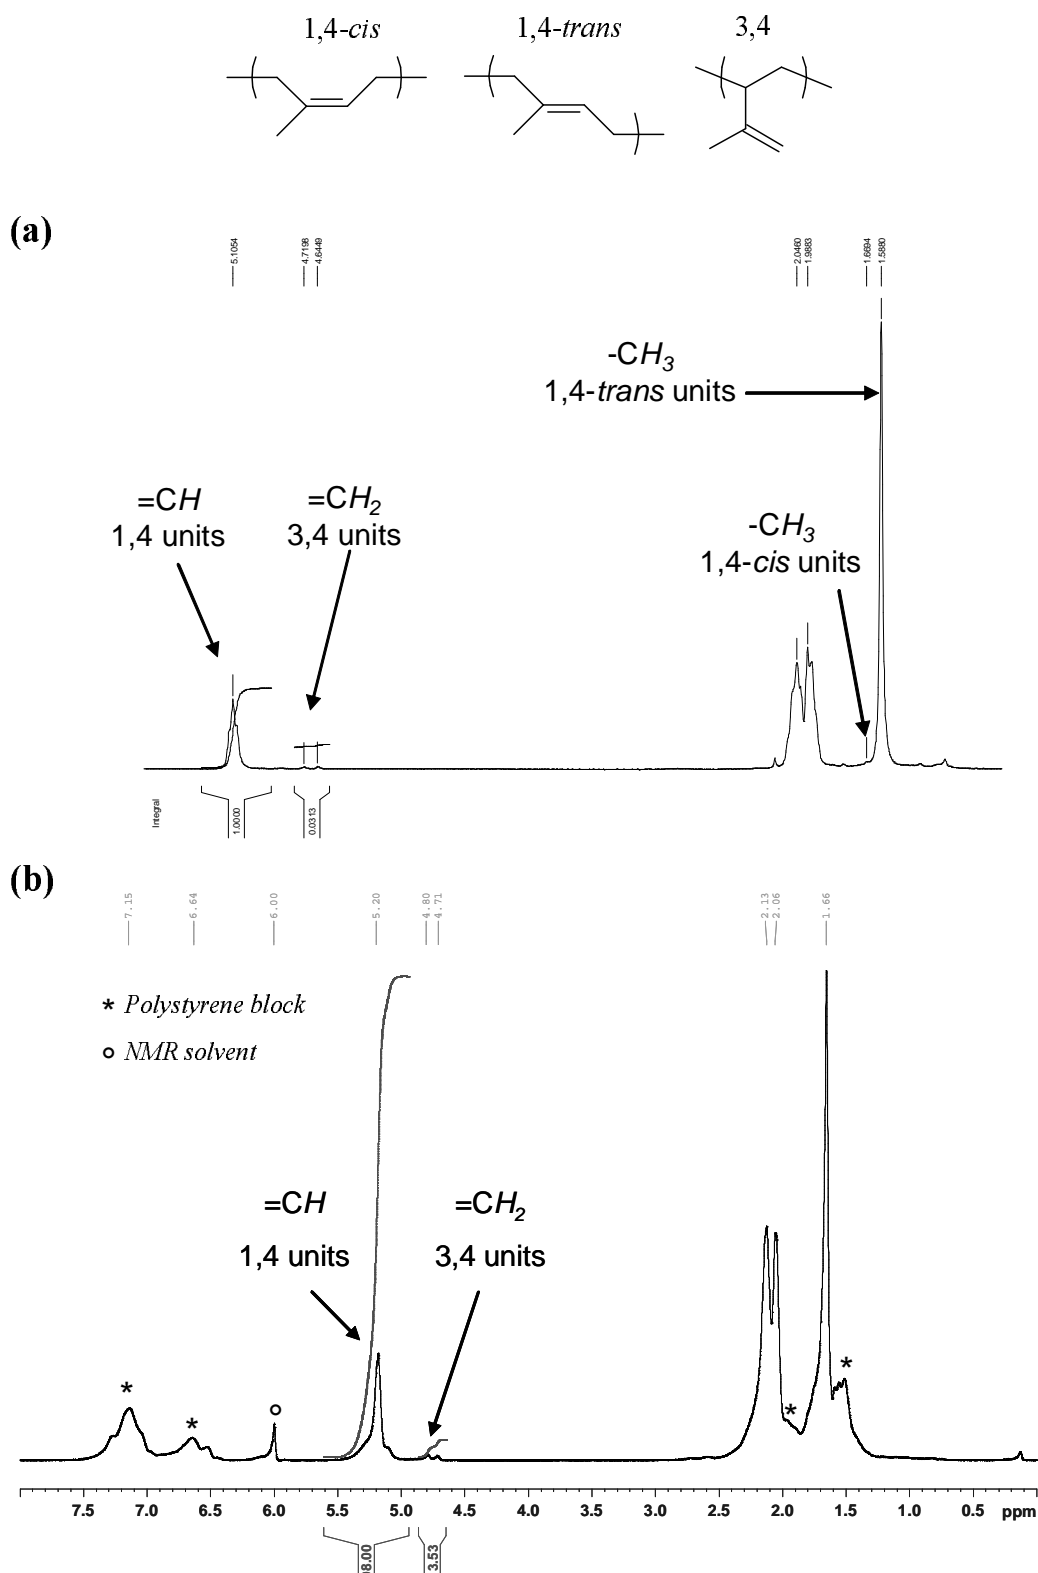 1,4-cis 1,4-trans 3,4
(a)
5.1054 4.7198 4.6449 2.0460 1.9883 1.6694 1.5880
-CH3
1,4-trans units
=CH =CH2
1,4 units 3,4 units
-CH3
1,4-cis units
Integral 1.0000 0.0313
(b)
7.15 6.64 6.00 5.20 4.80 4.71 2.13 2.06 1.66
* Polystyrene block
o NMR solvent
=CH =CH2
1,4 units 3,4 units
* * o * *
7.5 7.0 6.5 6.0 5.5 5.0 4.5 4.0 3.5 3.0 2.5 2.0 1.5 1.0 0.5 ppm
3.53